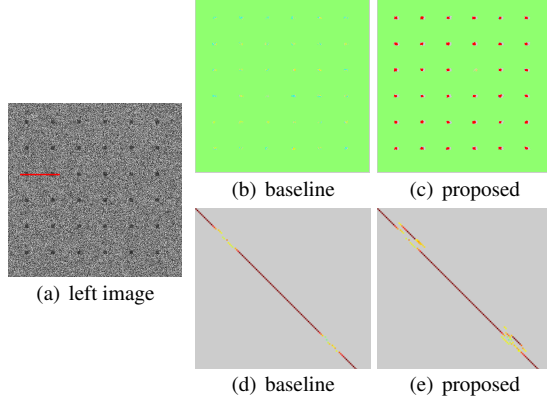 (b) baseline
(c) proposed
(a) left image
(d) baseline
(e) proposed